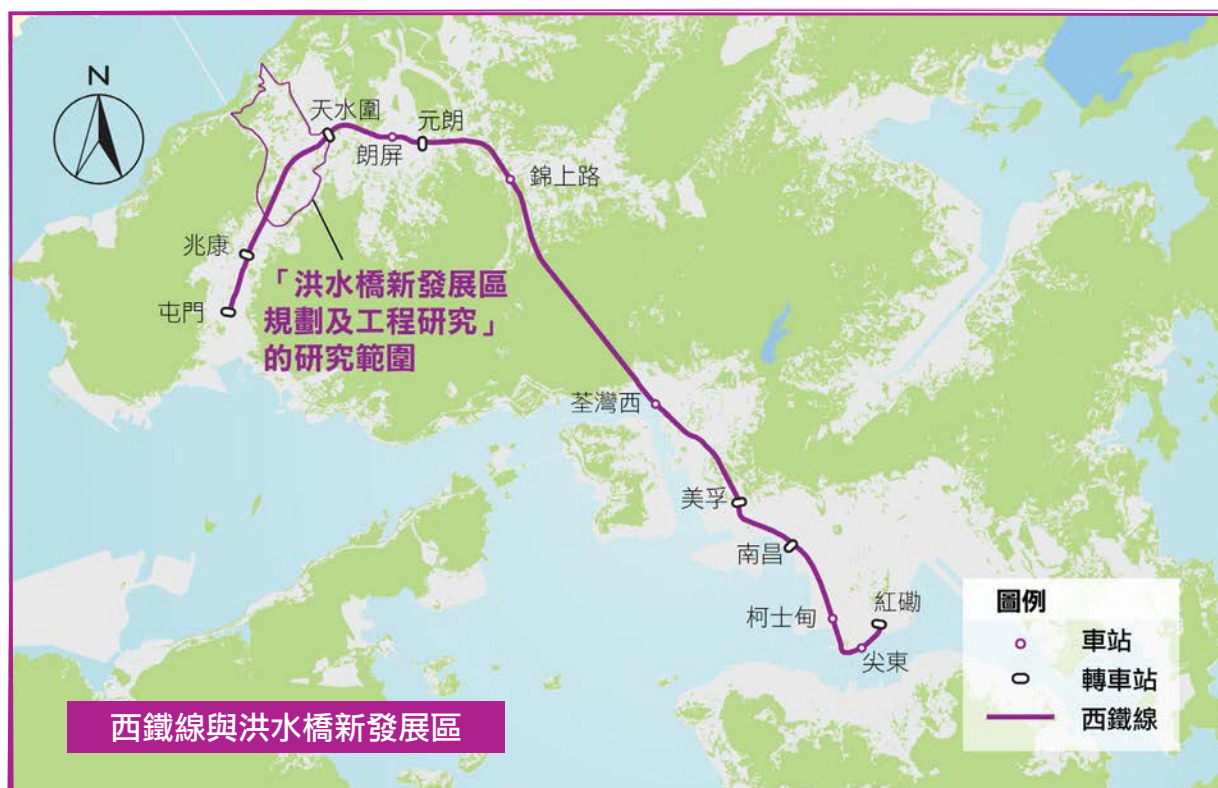 N
天水圍
元朗
朗屏
錦上路
兆康
屯門
「洪水橋新發展區
規劃及工程研究」
的研究範圍
荃灣西
美孚
南昌
柯士甸
紅磡
尖東
圖例
車站
轉車站
西鐵線
西鐵線與洪水橋新發展區